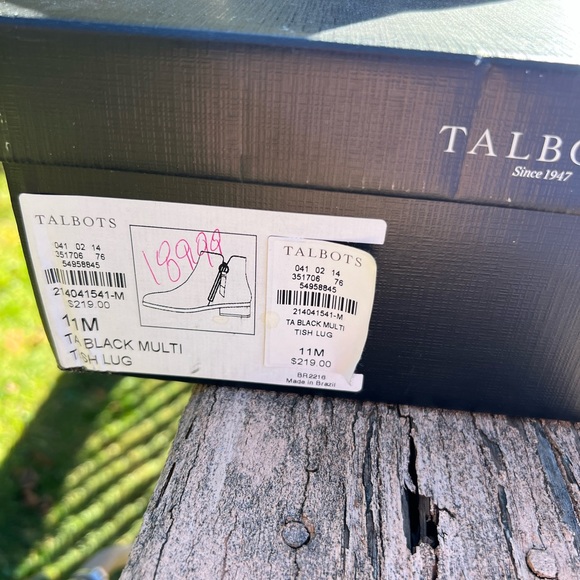 TALBO
Since 1947
TALBOTS
041 02 14
351706 76
54958845
214041541-M
$219.00
11M
TA BLACK MULTI
TISH LUG
18999
TALBOTS
041 02 14
351706 76
54958845
214041541-M
TA BLACK MULTI
TISH LUG
11M
$219.00
BR2218
Made in Brazil